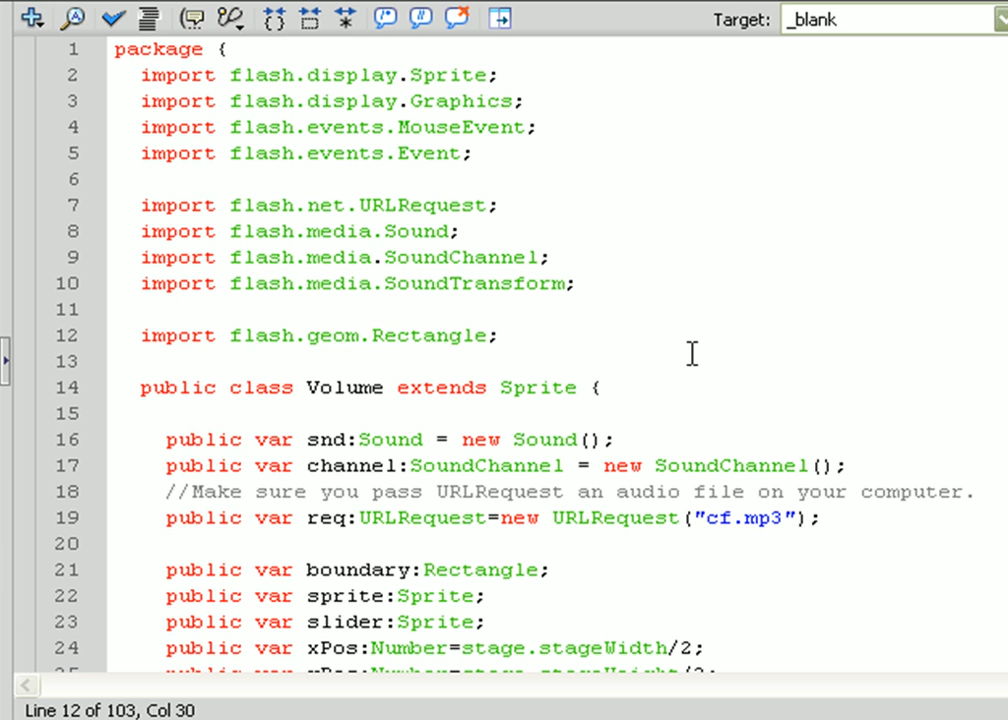 Target: _blank
1 package {
2 import flash.display.Sprite;
3 import flash.display.Graphics;
4 import flash.events.MouseEvent;
5 import flash.events.Event;
6
7 import flash.net.URLRequest;
8 import flash.media.Sound;
9 import flash.media.SoundChannel;
10 import flash.media.SoundTransform;
11
12 import flash.geom.Rectangle;
13
14 public class Volume extends Sprite {
15
16 public var snd:Sound = new Sound();
17 public var channel:SoundChannel = new SoundChannel();
18 //Make sure you pass URLRequest an audio file on your computer.
19 public var req:URLRequest=new URLRequest("cf.mp3");
20
21 public var boundary:Rectangle;
22 public var sprite:Sprite;
23 public var slider:Sprite;
24 public var xPos:Number=stage.stageWidth/2;
Line 12 of 103, Col 30